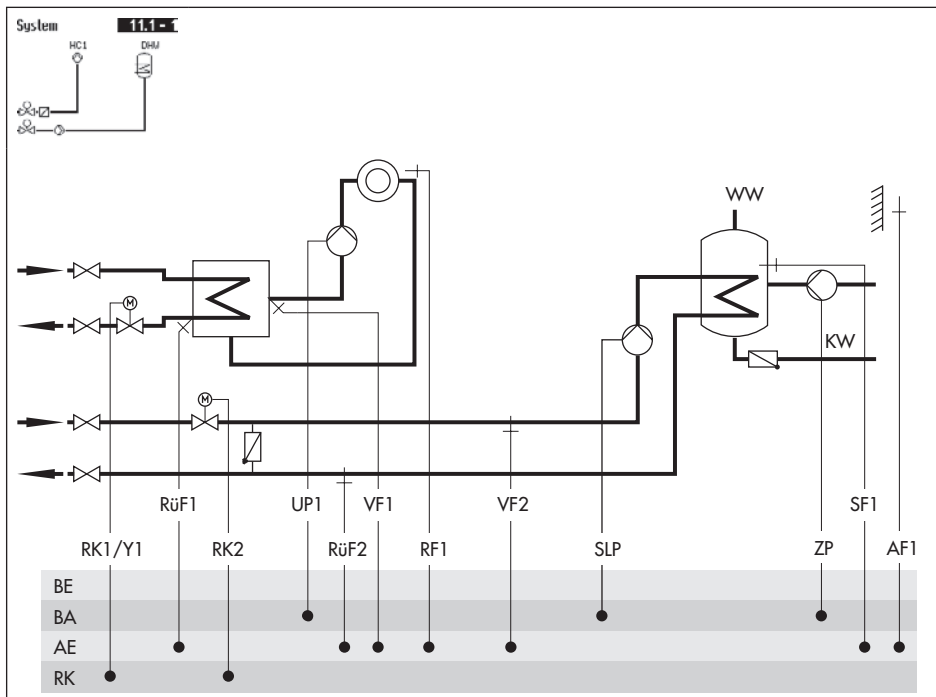 System 11.1 - 1
HC1 DHW
WW
M
KW
M
RüF1 UP1 VF1 VF2 SF1
RK1/Y1 RK2 RüF2 RF1 SLP ZP AF1
BE
BA
AE
RK